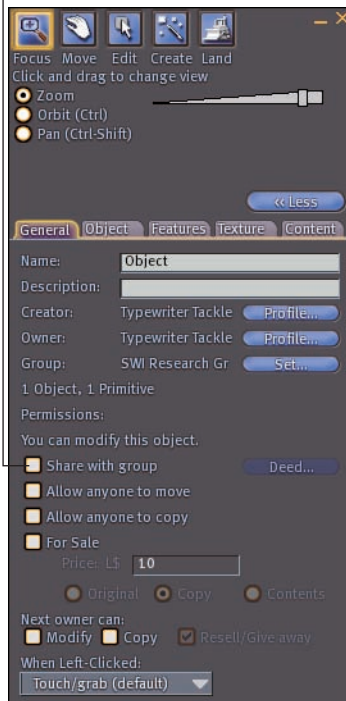 Focus Move Edit Create Land
Click and drag to change view
Zoom
Orbit (Ctrl)
Pan (Ctrl-Shift)
<< Less
General Object Features Texture Content
Name: Object
Description:
Creator: Typewriter Tackle Profile...
Owner: Typewriter Tackle Profile...
Group: SWI Research Gr Set...
1 Object, 1 Primitive
Permissions:
You can modify this object.
Share with group Deed...
Allow anyone to move
Allow anyone to copy
For Sale
Price: L$ 10
Original Copy Contents
Next owner can:
Modify Copy Resell/Give away
When Left-Clicked:
Touch/grab (default)